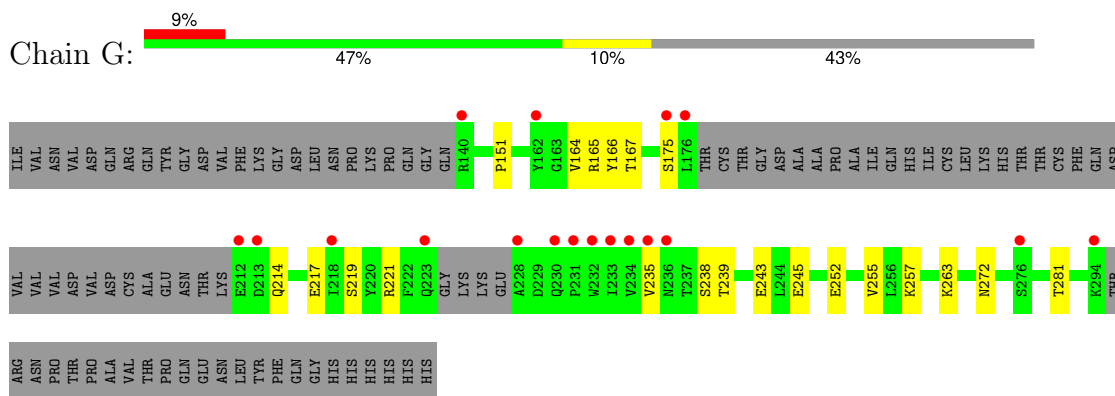 9%
Chain G:
47% 10% 43%
ILE VAL ASN VAL ASP GLN ARG GLN TYR GLY ASP VAL PHE LYS GLY ASP LEU ASN PRO LYS PRO PRO GLN GLY GLN R140 P151 Y162 G163 V164 R165 Y166 T167 S175 L176 THR CYS THR GLY ASP ALA ALA PRO ALA ILE GLN HIS ILE CYS LEU LYS HIS THR THR CYS PHE GLN ASP
VAL VAL VAL ASP VAL ASP CYS ALA GLU ASN THR LYS E212 D213 Q214 E217 I218 S219 Y220 R221 F222 Q223 GLY LYS LYS GLU A228 D229 Q230 P231 W232 I233 V234 V235 N236 T237 S238 T239 E243 L244 E245 E252 V255 L256 K257 K263 N272 S276 T281 K294 THR
ARG ASN PRO THR PRO ALA VAL THR PRO GLN GLU ASN LEU TYR PHE GLN GLY HIS HIS HIS HIS HIS HIS